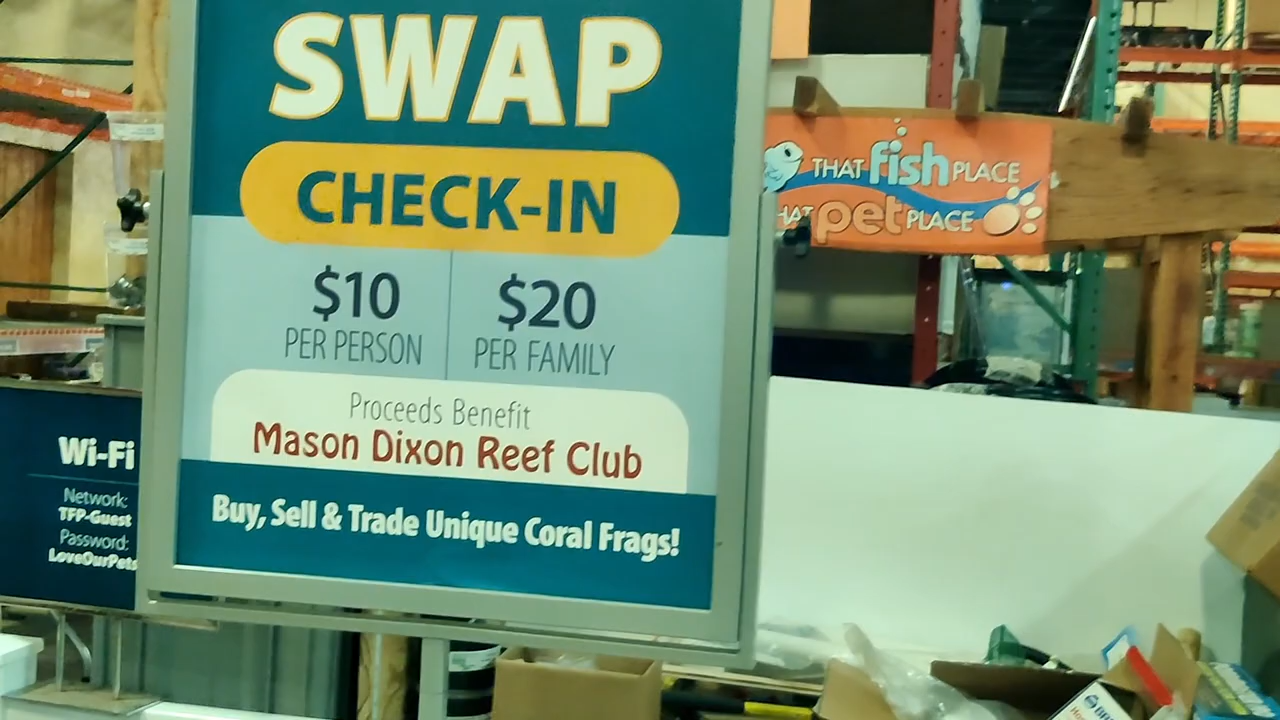 SWAP
CHECK-IN
$10
PER PERSON
$20
PER FAMILY
Proceeds Benefit
Mason Dixon Reef Club
Buy, Sell & Trade Unique Coral Frags!
Wi-Fi
Network:
TFP-Guest
Password:
LoveOurPets
THAT fish PLACE
HAT pet PLACE